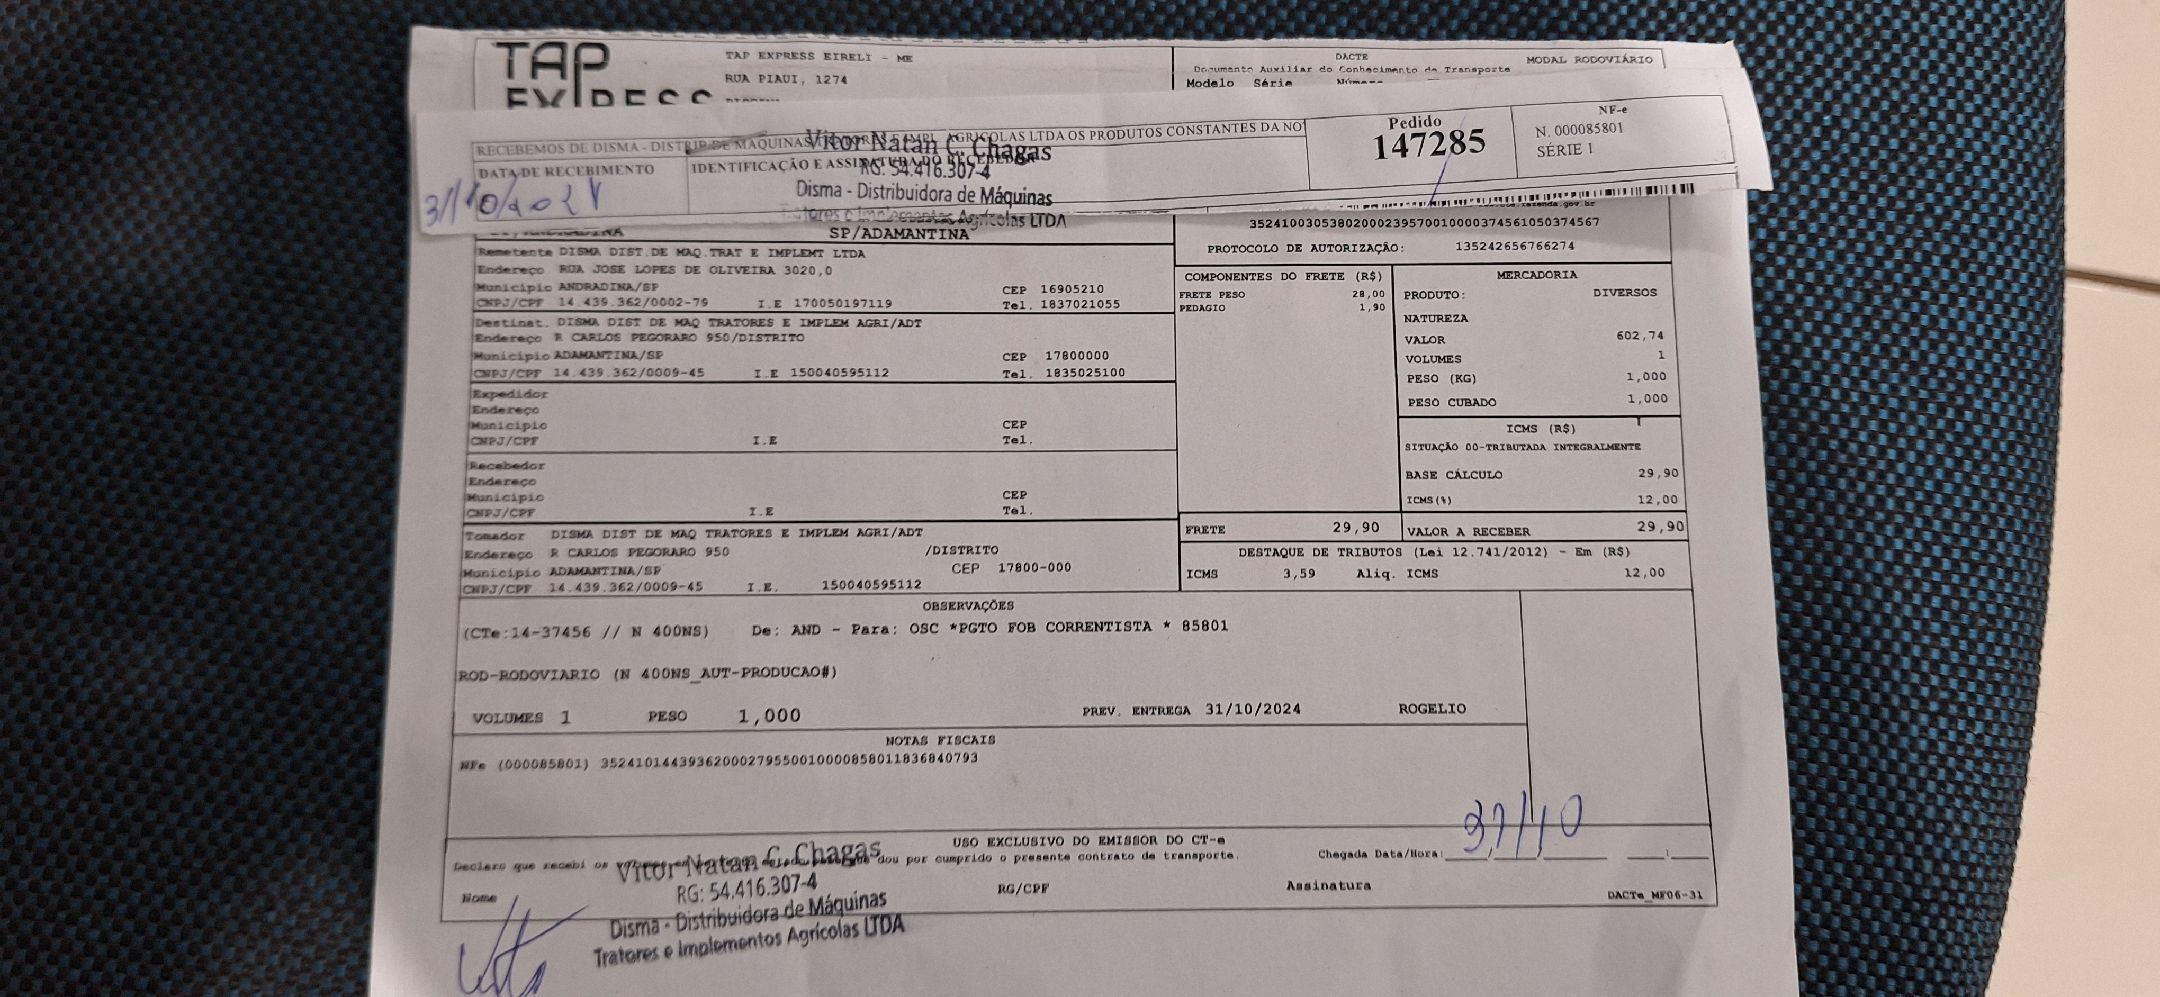 TAP
EXPRESS
TAP EXPRESS EIRELI - ME
RUA PIAUI, 1274
DACTE
Documento Auxiliar do Conhecimento de Transporte
MODAL RODOVIÁRIO
Modelo Série Número
RECEBEMOS DE DISMA - DISTRIB DE MAQUINAS AGRICOLAS LTDA OS PRODUTOS CONSTANTES DA NO
DATA DE RECEBIMENTO
IDENTIFICAÇÃO E ASSINATURA DO RECEBEDOR
31/10/2024
Vitor Natan C. Chagas
RG: 54.416.307-4
Disma - Distribuidora de Máquinas
Tratores e Implementos Agrícolas LTDA
Pedido
147285
NF-e
N. 000085801
SÉRIE 1
SP/ADAMANTINA
35241003053802000239570010000374561050374567
PROTOCOLO DE AUTORIZAÇÃO: 135242656766274
Remetente DISMA DIST.DE MAQ.TRAT E IMPLEMT LTDA
Endereço RUA JOSE LOPES DE OLIVEIRA 3020,0
Município ANDRADINA/SP CEP 16905210
CNPJ/CPF 14.439.362/0002-79 I.E 170050197119 Tel. 1837021055
Destinat. DISMA DIST DE MAQ TRATORES E IMPLEM AGRI/ADT
Endereço R CARLOS PEGORARO 950/DISTRITO
Município ADAMANTINA/SP CEP 17800000
CNPJ/CPF 14.439.362/0009-45 I.E 150040595112 Tel. 1835025100
Expedidor
Endereço
Município CEP
CNPJ/CPF I.E Tel.
Recebedor
Endereço
Município CEP
CNPJ/CPF I.E Tel.
Tomador DISMA DIST DE MAQ TRATORES E IMPLEM AGRI/ADT
Endereço R CARLOS PEGORARO 950 /DISTRITO
Município ADAMANTINA/SP CEP 17800-000
CNPJ/CPF 14.439.362/0009-45 I.E. 150040595112
COMPONENTES DO FRETE (R$)
FRETE PESO 28,00
PEDAGIO 1,90
MERCADORIA
PRODUTO: DIVERSOS
NATUREZA
VALOR 602,74
VOLUMES 1
PESO (KG) 1,000
PESO CUBADO 1,000
ICMS (R$)
SITUAÇÃO 00-TRIBUTADA INTEGRALMENTE
BASE CÁLCULO 29,90
ICMS(%) 12,00
FRETE 29,90
VALOR A RECEBER 29,90
DESTAQUE DE TRIBUTOS (Lei 12.741/2012) - Em (R$)
ICMS 3,59 Aliq. ICMS 12,00
OBSERVAÇÕES
(CTe:14-37456 // N 400NS) De: AND - Para: OSC *PGTO FOB CORRENTISTA * 85801
ROD-RODOVIARIO (N 400NS_AUT-PRODUCAO#)
VOLUMES 1 PESO 1,000 PREV. ENTREGA 31/10/2024 ROGELIO
NOTAS FISCAIS
NFe (000085801) 35241014439362000279550010000858011836840793
31/10
USO EXCLUSIVO DO EMISSOR DO CT-e
Declaro que recebi os dou por cumprido o presente contrato de transporte.
Chegada Data/Hora:
Nome RG/CPF Assinatura
DACTe_MF06-31
Vitor Natan C. Chagas
RG: 54.416.307-4
Disma - Distribuidora de Máquinas
Tratores e Implementos Agrícolas LTDA